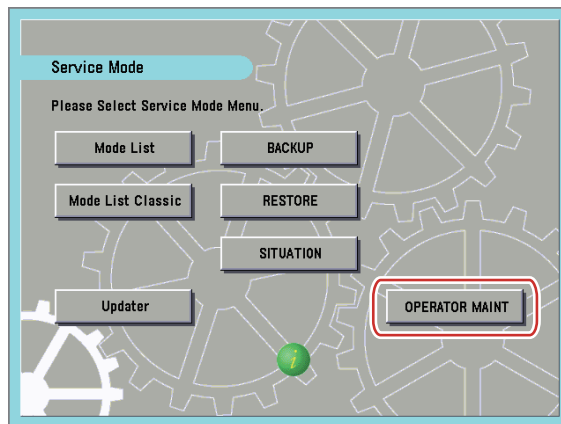 Service Mode
Please Select Service Mode Menu.
Mode List
BACKUP
Mode List Classic
RESTORE
SITUATION
Updater
OPERATOR MAINT
i